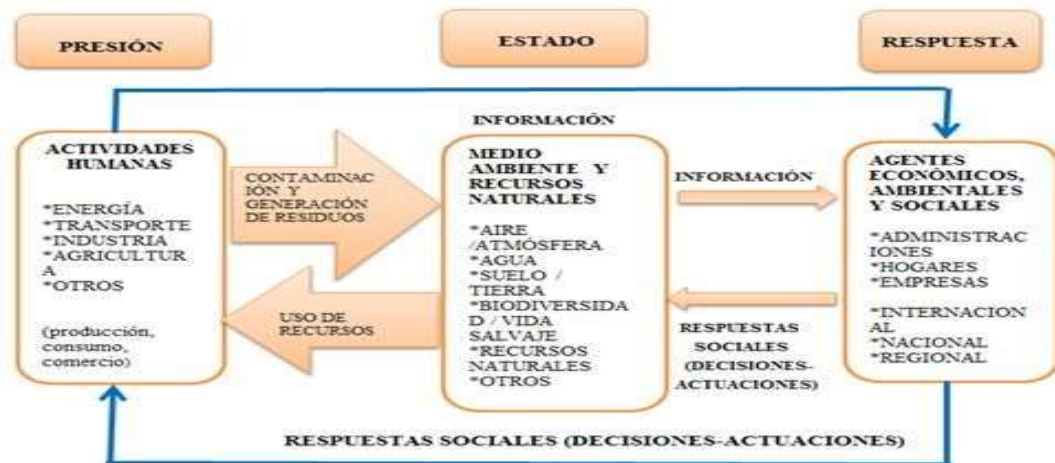 PRESIÓN
ESTADO
RESPUESTA
INFORMACIÓN
ACTIVIDADES
HUMANAS
*ENERGÍA
*TRANSPORTE
*INDUSTRIA
*AGRICULTUR
A
*OTROS
(producción,
consumo,
comercio)
CONTAMINAC
IÓN Y
GENERACIÓN
DE RESIDUOS
USO DE
RECURSOS
MEDIO
AMBIENTE Y
RECURSOS
NATURALES
*AIRE
/ATMÓSFERA
*AGUA
*SUELO /
TIERRA
*BIODIVERSIDA
D / VIDA
SALVAJE
*RECURSOS
NATURALES
*OTROS
INFORMACIÓN
RESPUESTAS
SOCIALES
(DECISIONES-
ACTUACIONES)
AGENTES
ECONÒMICOS,
AMBIENTALES
Y SOCIALES
*ADMINISTRAC
IONES
*HOGARES
*EMPRESAS
*INTERNACION
AL
*NACIONAL
*REGIONAL
RESPUESTAS SOCIALES (DECISIONES-ACTUACIONES)